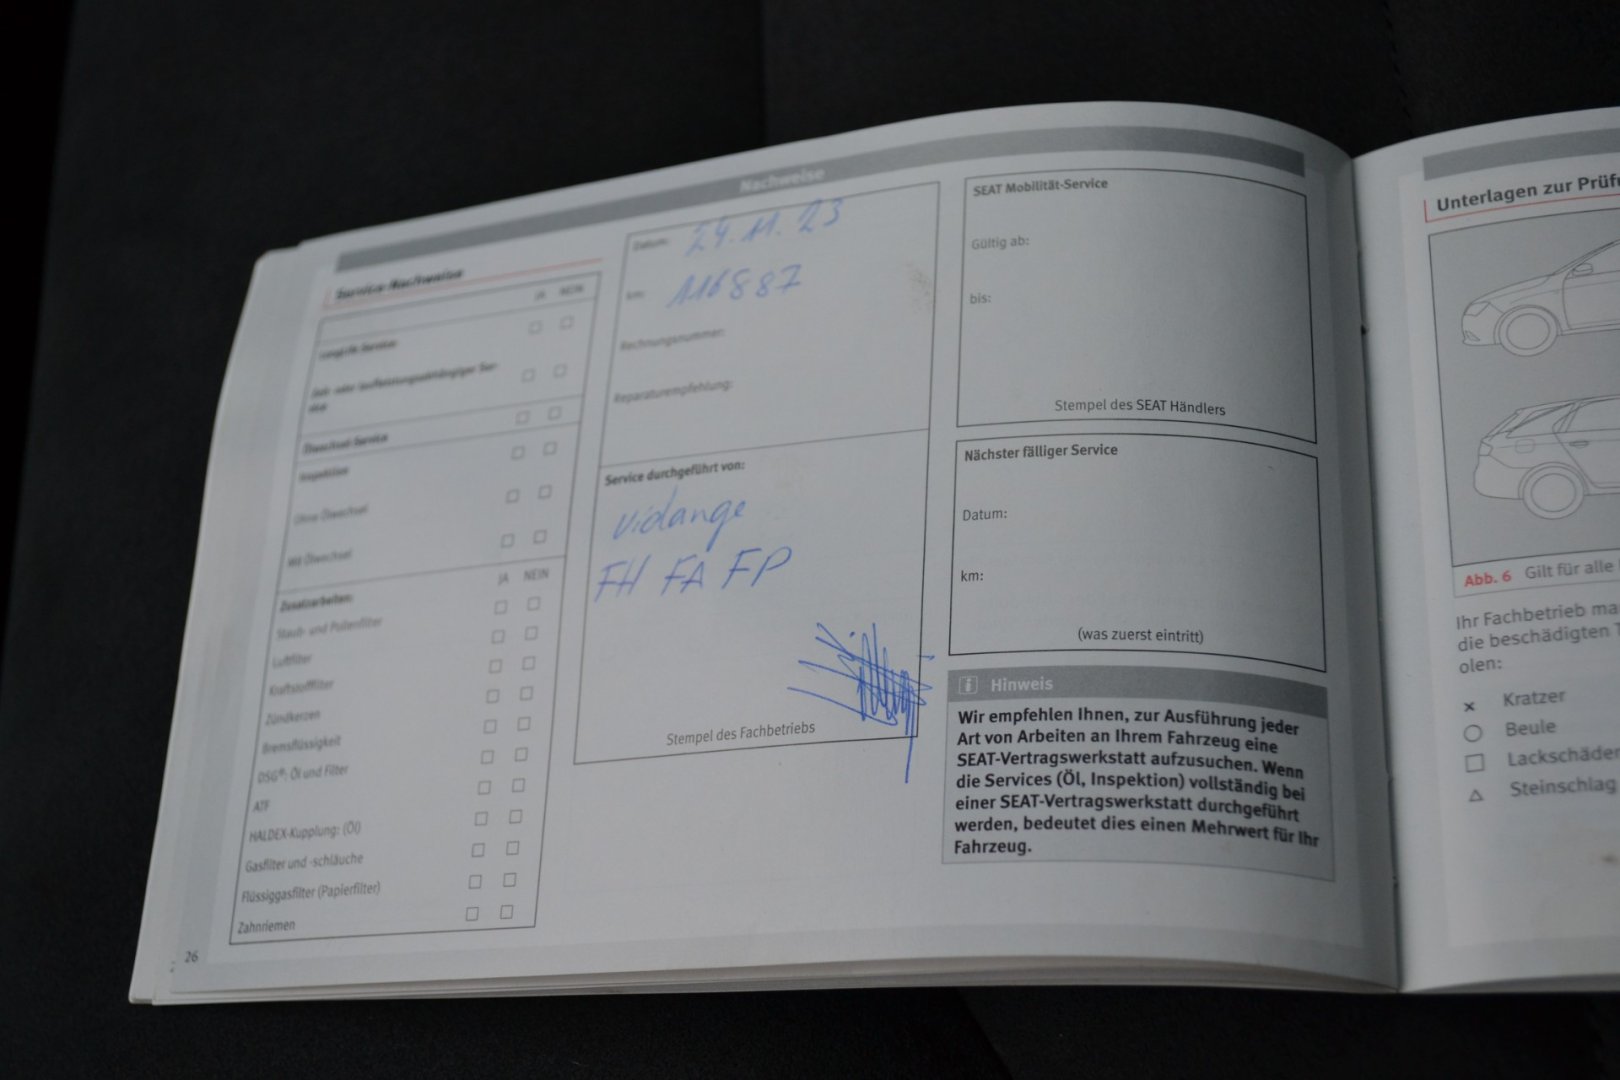 Nachweise
Service-Nachweise
JA NEIN
LongLife-Service
Zeit- oder laufleistungsabhängiger Ser-
vice
Ölwechsel-Service
Inspektion
Ohne Ölwechsel
Mit Ölwechsel
JA NEIN
Zusatzarbeiten:
Staub- und Pollenfilter
Luftfilter
Kraftstofffilter
Zündkerzen
Bremsflüssigkeit
DSG®: Öl und Filter
ATF
HALDEX-Kupplung: (Öl)
Gasfilter und -schläuche
Flüssiggasfilter (Papierfilter)
Zahnriemen
26
Datum: 24.11.23
km: 116887
Rechnungsnummer:
Reparaturempfehlung:
Service durchgeführt von:
vidange
FH FA FP
Stempel des Fachbetriebs
SEAT Mobilität-Service
Gültig ab:
bis:
Stempel des SEAT Händlers
Nächster fälliger Service
Datum:
km:
(was zuerst eintritt)
Hinweis
Wir empfehlen Ihnen, zur Ausführung jeder
Art von Arbeiten an Ihrem Fahrzeug eine
SEAT-Vertragswerkstatt aufzusuchen. Wenn
die Services (Öl, Inspektion) vollständig bei
einer SEAT-Vertragswerkstatt durchgeführt
werden, bedeutet dies einen Mehrwert für Ihr
Fahrzeug.
Unterlagen zur Prüfu
Abb. 6 Gilt für alle
Ihr Fachbetrieb ma
die beschädigten T
olen:
Kratzer
Beule
Lackschäden
Steinschlag